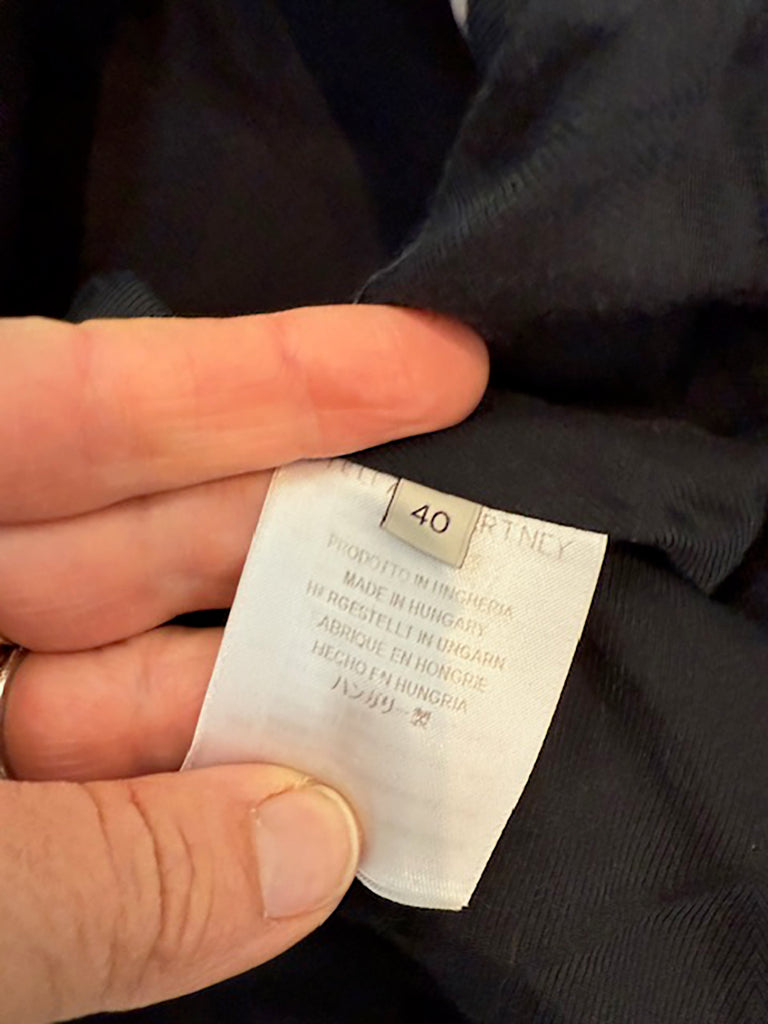 RTNEY
40
PRODOTTO IN UNGHERIA
MADE IN HUNGARY
HERGESTELLT IN UNGARN
ABRIQUE EN HONGRIE
HECHO EN HUNGRIA
ハンガリー製